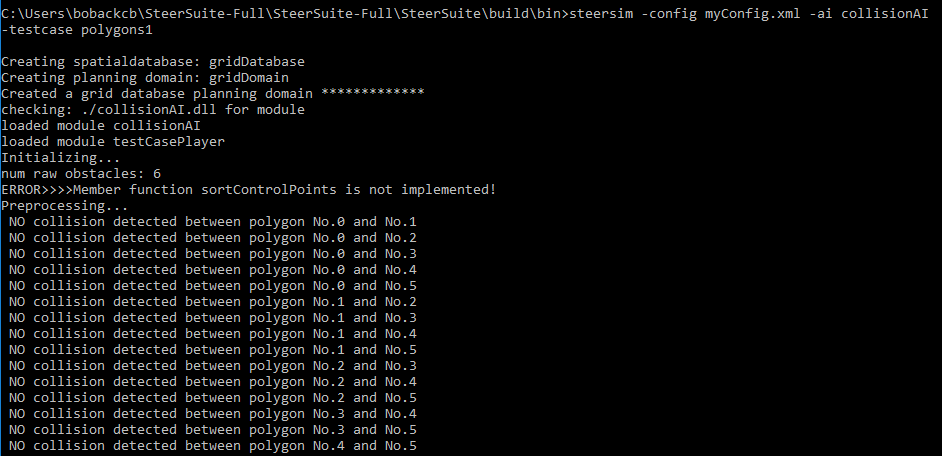 C:\Users\bobackcb\SteerSuite-Full\SteerSuite-Full\SteerSuite\build\bin>steersim -config myConfig.xml -ai collisionAI
-testcase polygons1
Creating spatialdatabase: gridDatabase
Creating planning domain: gridDomain
Created a grid database planning domain *************
checking: ./collisionAI.dll for module
loaded module collisionAI
loaded module testCasePlayer
Initializing...
num raw obstacles: 6
ERROR>>>>Member function sortControlPoints is not implemented!
Preprocessing...
NO collision detected between polygon No.0 and No.1
NO collision detected between polygon No.0 and No.2
NO collision detected between polygon No.0 and No.3
NO collision detected between polygon No.0 and No.4
NO collision detected between polygon No.0 and No.5
NO collision detected between polygon No.1 and No.2
NO collision detected between polygon No.1 and No.3
NO collision detected between polygon No.1 and No.4
NO collision detected between polygon No.1 and No.5
NO collision detected between polygon No.2 and No.3
NO collision detected between polygon No.2 and No.4
NO collision detected between polygon No.2 and No.5
NO collision detected between polygon No.3 and No.4
NO collision detected between polygon No.3 and No.5
NO collision detected between polygon No.4 and No.5